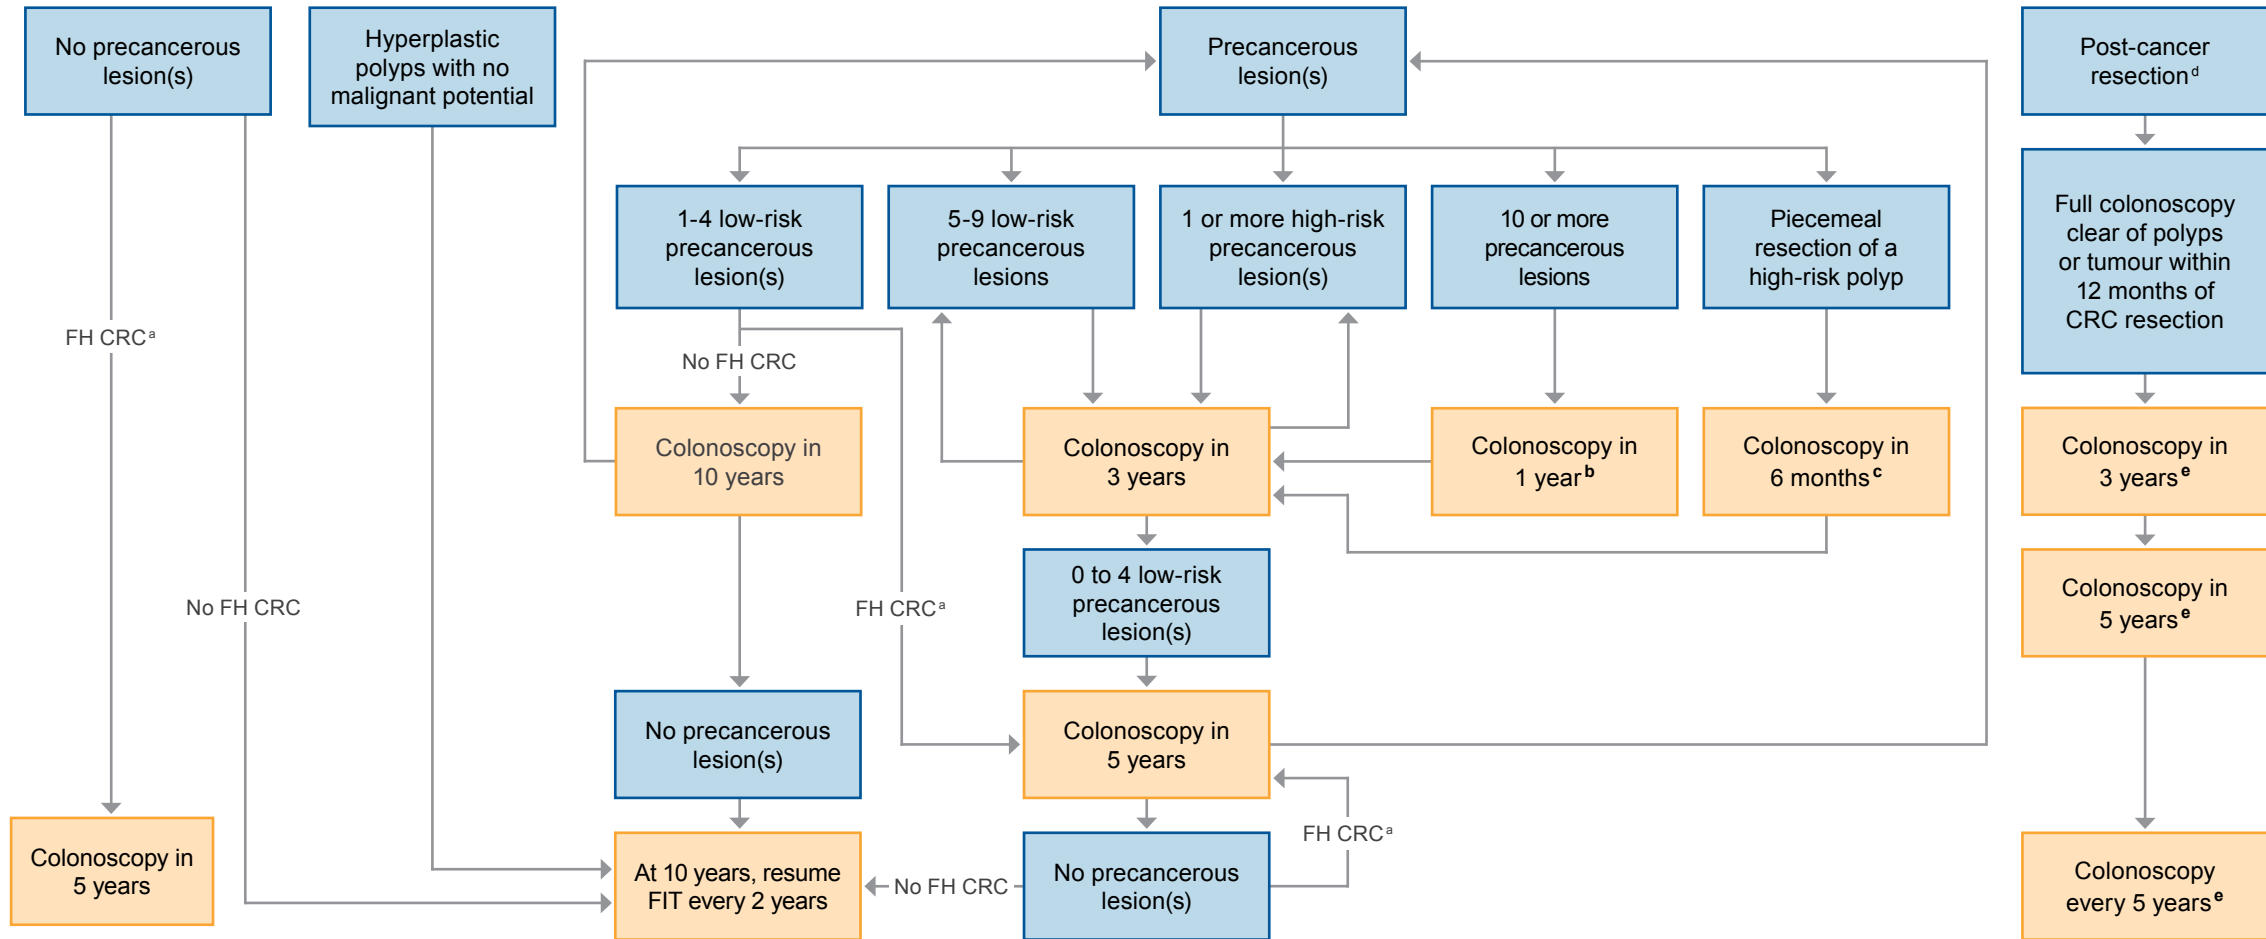 No precancerous
lesion(s)
Hyperplastic
polyps with no
malignant potential
Precancerous
lesion(s)
Post-cancer
resection d
1-4 low-risk
precancerous
lesion(s)
5-9 low-risk
precancerous
lesions
1 or more high-risk
precancerous
lesion(s)
10 or more
precancerous
lesions
Piecemeal
resection of a
high-risk polyp
Full colonoscopy
clear of polyps
or tumour within
12 months of
CRC resection
FH CRC a
No FH CRC
Colonoscopy in
10 years
Colonoscopy in
3 years
Colonoscopy in
1 year b
Colonoscopy in
6 months c
Colonoscopy in
3 years e
No FH CRC
FH CRC a
0 to 4 low-risk
precancerous
lesion(s)
Colonoscopy in
5 years e
No precancerous
lesion(s)
Colonoscopy in
5 years
Colonoscopy in
5 years
At 10 years, resume
FIT every 2 years
No FH CRC
No precancerous
lesion(s)
FH CRC a
Colonoscopy
every 5 years e